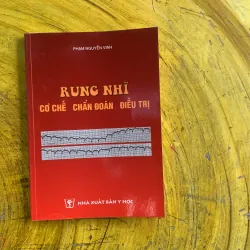 PHẠM NGUYỄN VINH
RUNG NHĨ
CƠ CHẾ CHẨN ĐOÁN ĐIỀU TRỊ
NHÀ XUẤT BẢN Y HỌC